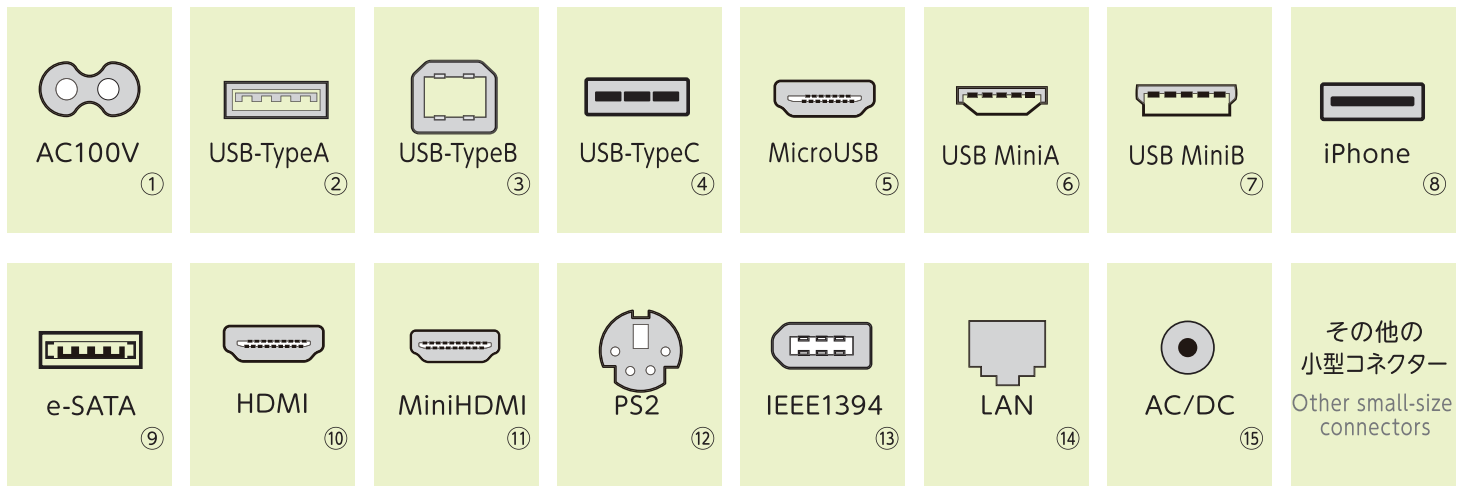 AC100V
①
USB-TypeA
②
USB-TypeB
③
USB-TypeC
④
MicroUSB
⑤
USB MiniA
⑥
USB MiniB
⑦
iPhone
⑧
e-SATA
⑨
HDMI
⑩
MiniHDMI
⑪
PS2
⑫
IEEE1394
⑬
LAN
⑭
AC/DC
⑮
その他の
小型コネクター
Other small-size
connectors